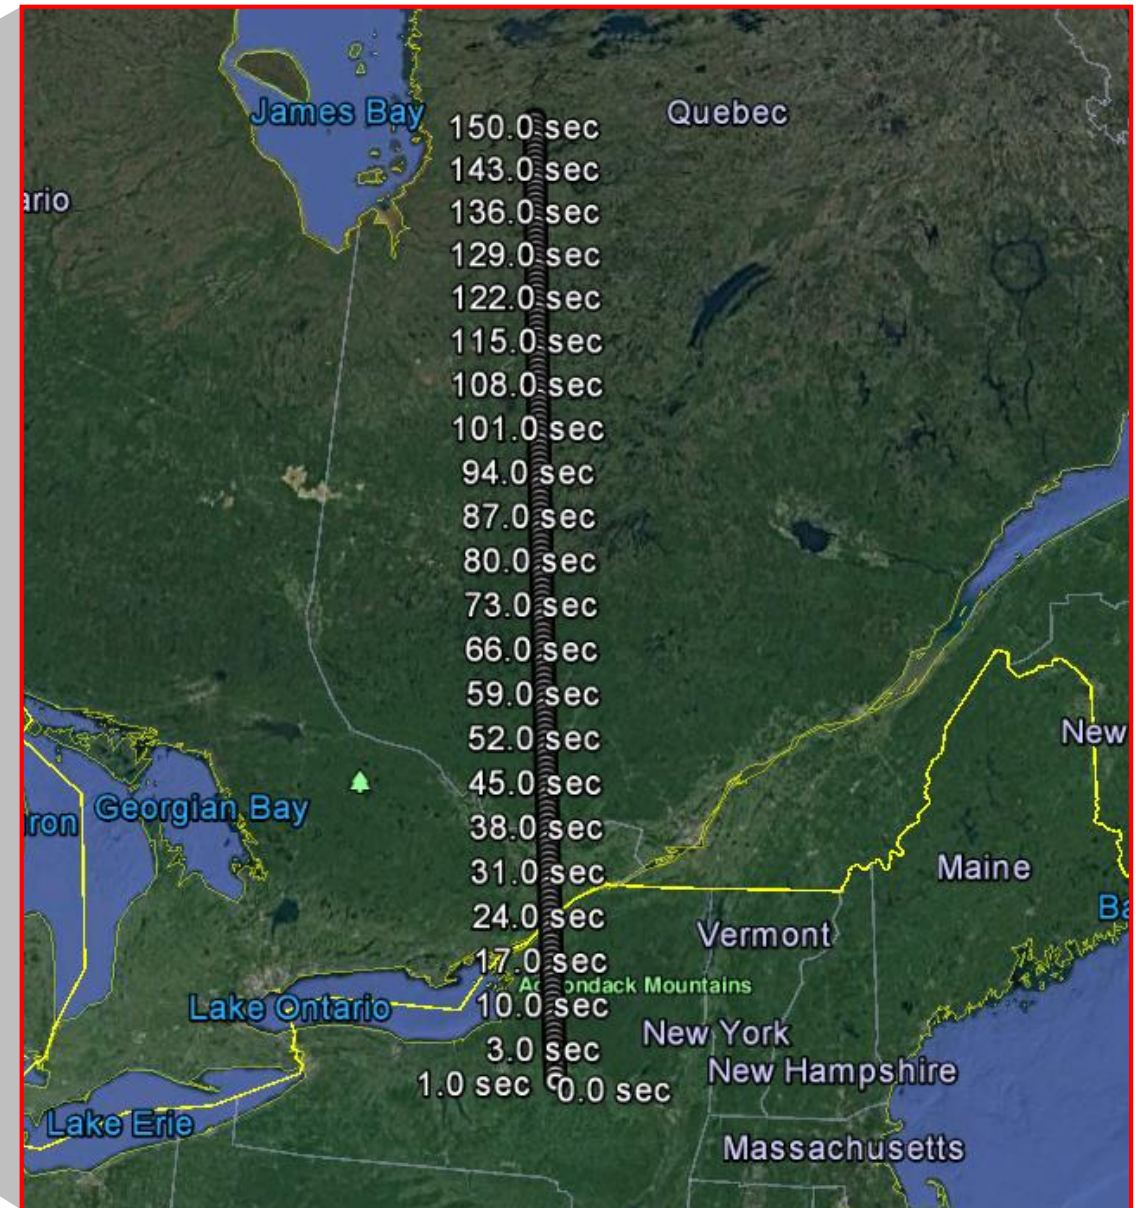 James Bay
Quebec
150.0 sec
143.0 sec
ario
136.0 sec
129.0 sec
122.0 sec
115.0 sec
108.0 sec
101.0 sec
94.0 sec
87.0 sec
80.0 sec
73.0 sec
66.0 sec
59.0 sec
52.0 sec
New
45.0 sec
Georgian Bay
ron
38.0 sec
31.0 sec
Maine
24.0 sec
Ba
Vermont
17.0 sec
Adirondack Mountains
Lake Ontario
10.0 sec
New York
3.0 sec
New Hampshire
1.0 sec
0.0 sec
Lake Erie
Massachusetts